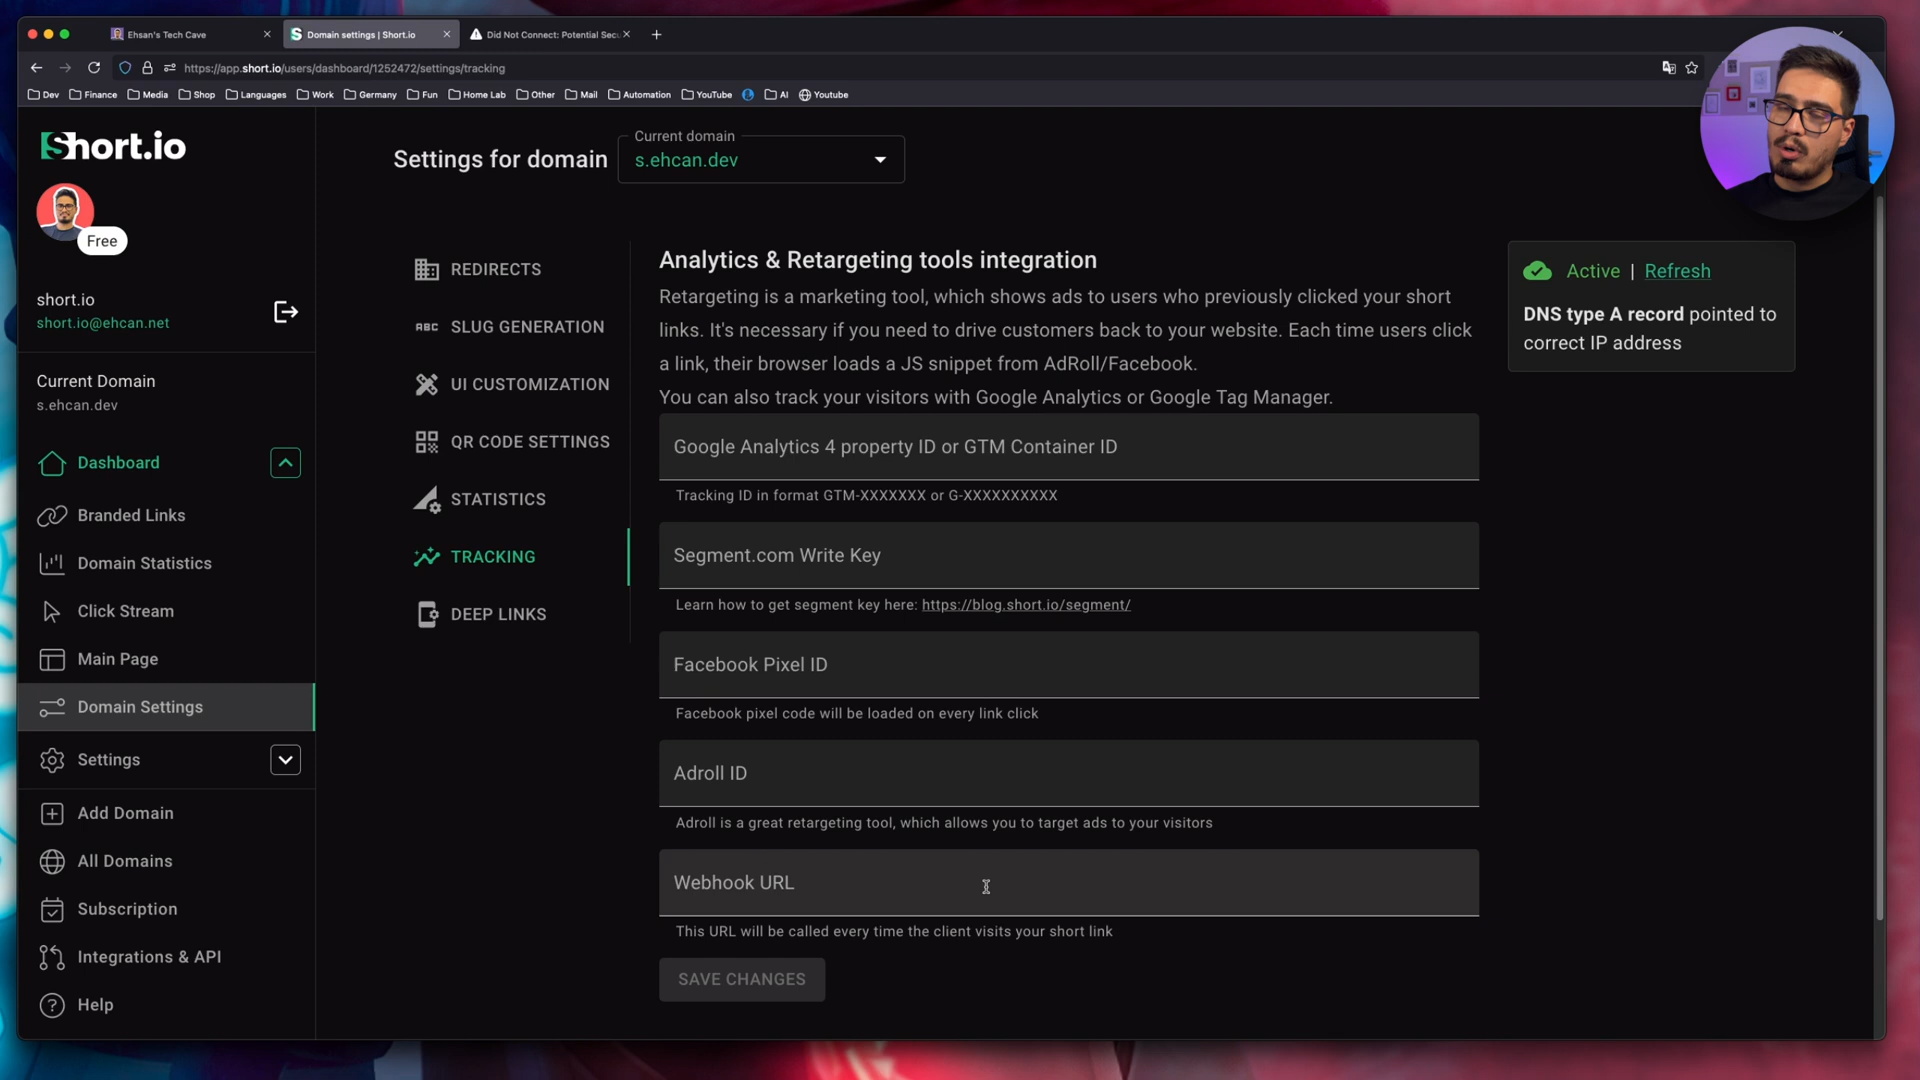 Ehsan's Tech Cave
Domain settings | Short.io
Did Not Connect: Potential Secu
https://app.short.io/users/dashboard/1252472/settings/tracking
Dev
Finance
Media
Shop
Languages
Work
Germany
Fun
Home Lab
Other
Mail
Automation
YouTube
AI
Youtube
Short.io
Free
short.io
short.io@ehcan.net
Current Domain
s.ehcan.dev
Dashboard
Branded Links
Domain Statistics
Click Stream
Main Page
Domain Settings
Settings
Add Domain
All Domains
Subscription
Integrations & API
Help
Settings for domain
Current domain
s.ehcan.dev
REDIRECTS
ABC
SLUG GENERATION
UI CUSTOMIZATION
QR CODE SETTINGS
STATISTICS
TRACKING
DEEP LINKS
Analytics & Retargeting tools integration
Retargeting is a marketing tool, which shows ads to users who previously clicked your short
links. It's necessary if you need to drive customers back to your website. Each time users click
a link, their browser loads a JS snippet from AdRoll/Facebook.
You can also track your visitors with Google Analytics or Google Tag Manager.
Google Analytics 4 property ID or GTM Container ID
Tracking ID in format GTM-XXXXXXX or G-XXXXXXXXXX
Segment.com Write Key
Learn how to get segment key here: https://blog.short.io/segment/
Facebook Pixel ID
Facebook pixel code will be loaded on every link click
Adroll ID
Adroll is a great retargeting tool, which allows you to target ads to your visitors
Webhook URL
This URL will be called every time the client visits your short link
SAVE CHANGES
Active | Refresh
DNS type A record pointed to
correct IP address